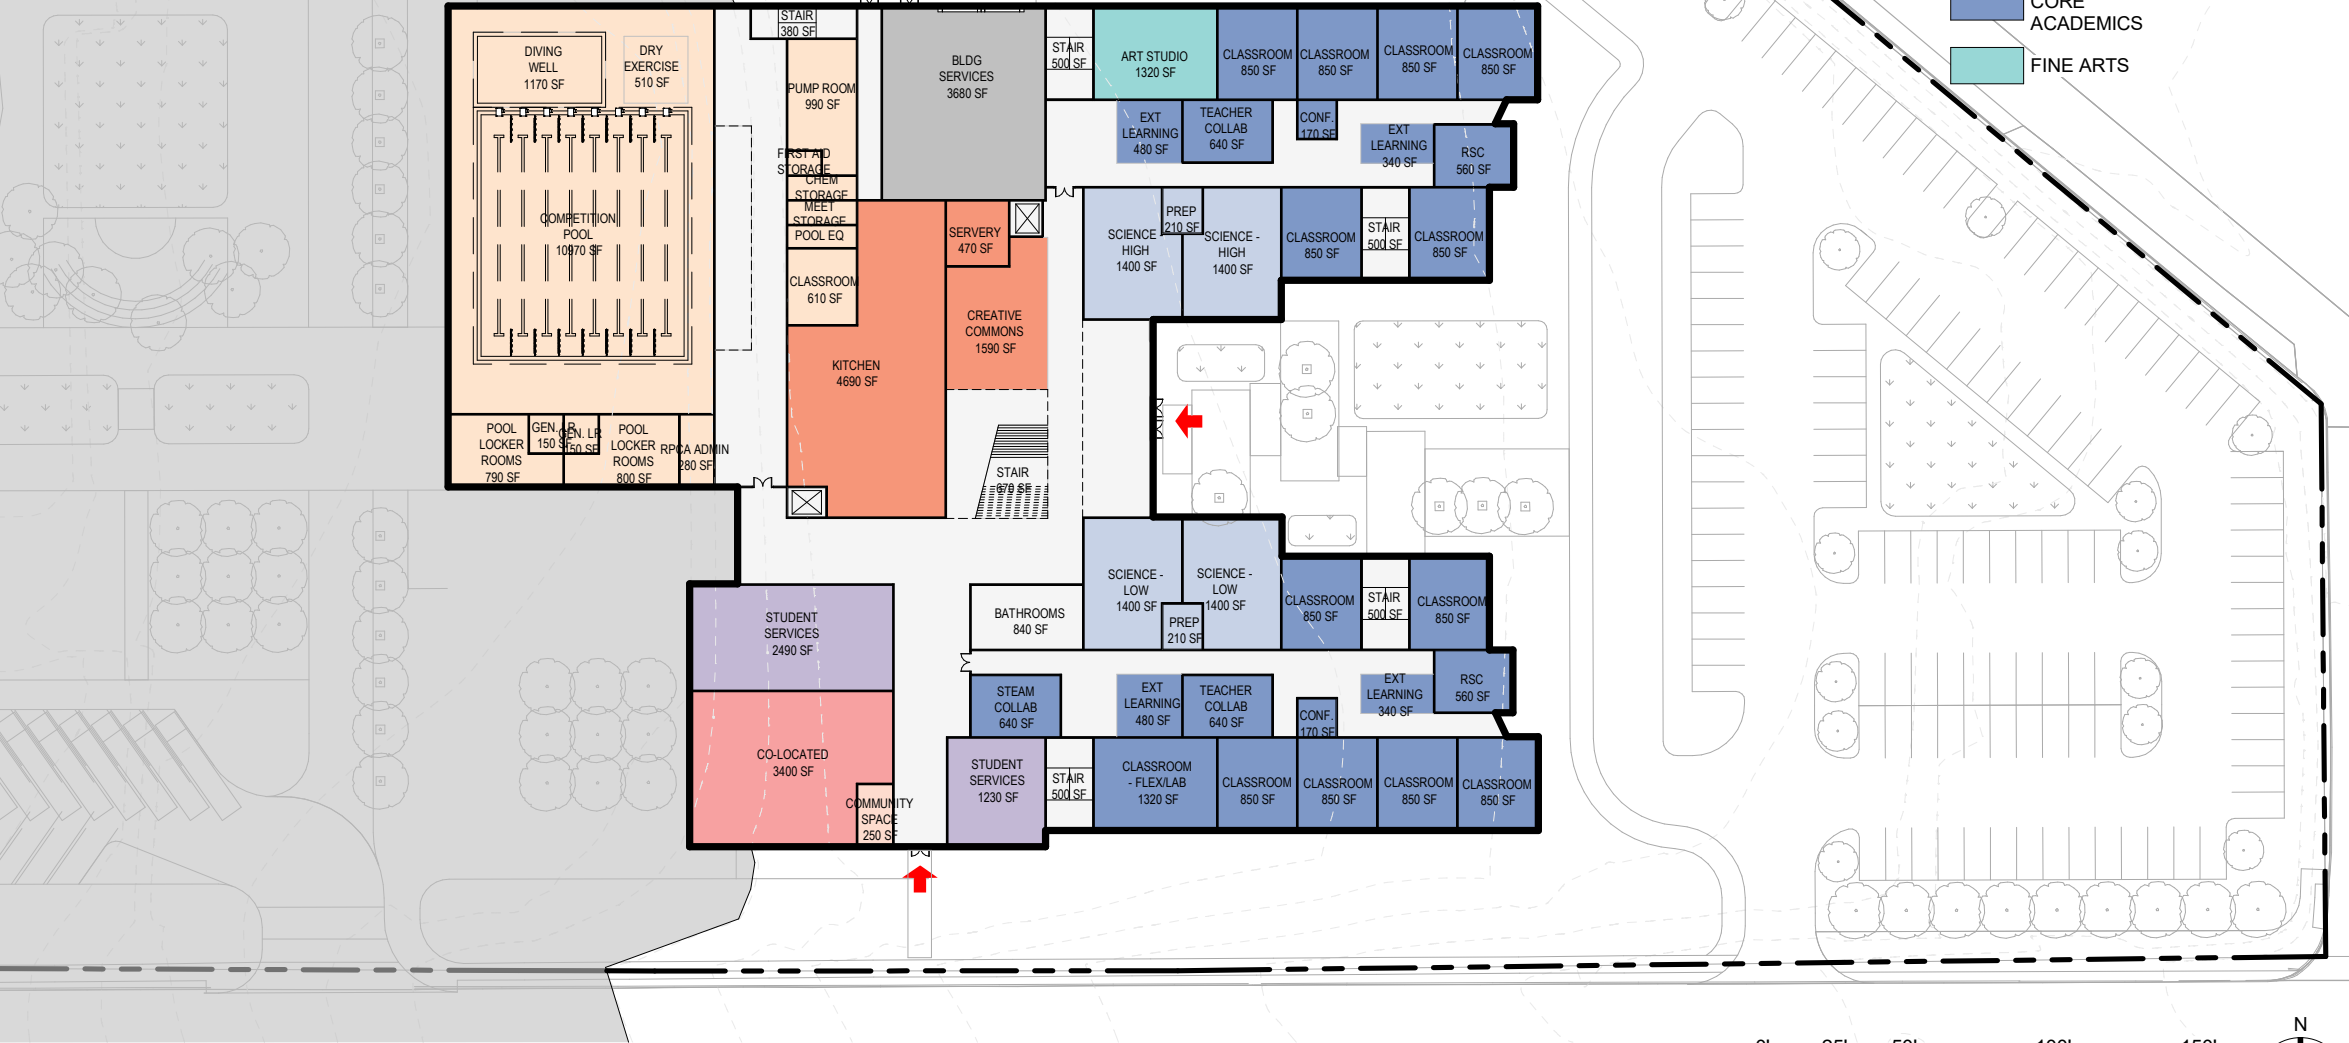 CORE
ACADEMICS
FINE ARTS
STAIR
380 SF
DIVING
WELL
1170 SF
DRY
EXERCISE
510 SF
PUMP ROOM
990 SF
BLDG
SERVICES
3680 SF
STAIR
500 SF
ART STUDIO
1320 SF
CLASSROOM
850 SF
CLASSROOM
850 SF
CLASSROOM
850 SF
CLASSROOM
850 SF
EXT
LEARNING
480 SF
TEACHER
COLLAB
640 SF
CONF.
170 SF
EXT
LEARNING
340 SF
RSC
560 SF
FIRST AID
STORAGE
CHEM
STORAGE
MEET
STORAGE
POOL EQ
CLASSROOM
610 SF
COMPETITION
POOL
10970 SF
SERVERY
470 SF
SCIENCE -
HIGH
1400 SF
PREP
210 SF
SCIENCE -
HIGH
1400 SF
CLASSROOM
850 SF
STAIR
500 SF
CLASSROOM
850 SF
CREATIVE
COMMONS
1590 SF
KITCHEN
4690 SF
POOL
LOCKER
ROOMS
790 SF
GEN. LR
150 SF
GEN. LR
150 SF
POOL
LOCKER
ROOMS
800 SF
RPCA ADMIN
280 SF
STAIR
670 SF
SCIENCE -
LOW
1400 SF
SCIENCE -
LOW
1400 SF
PREP
210 SF
CLASSROOM
850 SF
STAIR
500 SF
CLASSROOM
850 SF
BATHROOMS
840 SF
STUDENT
SERVICES
2490 SF
STEAM
COLLAB
640 SF
EXT
LEARNING
480 SF
TEACHER
COLLAB
640 SF
CONF.
170 SF
EXT
LEARNING
340 SF
RSC
560 SF
CO-LOCATED
3400 SF
COMMUNITY
SPACE
250 SF
STUDENT
SERVICES
1230 SF
STAIR
500 SF
CLASSROOM
- FLEX/LAB
1320 SF
CLASSROOM
850 SF
CLASSROOM
850 SF
CLASSROOM
850 SF
CLASSROOM
850 SF
N